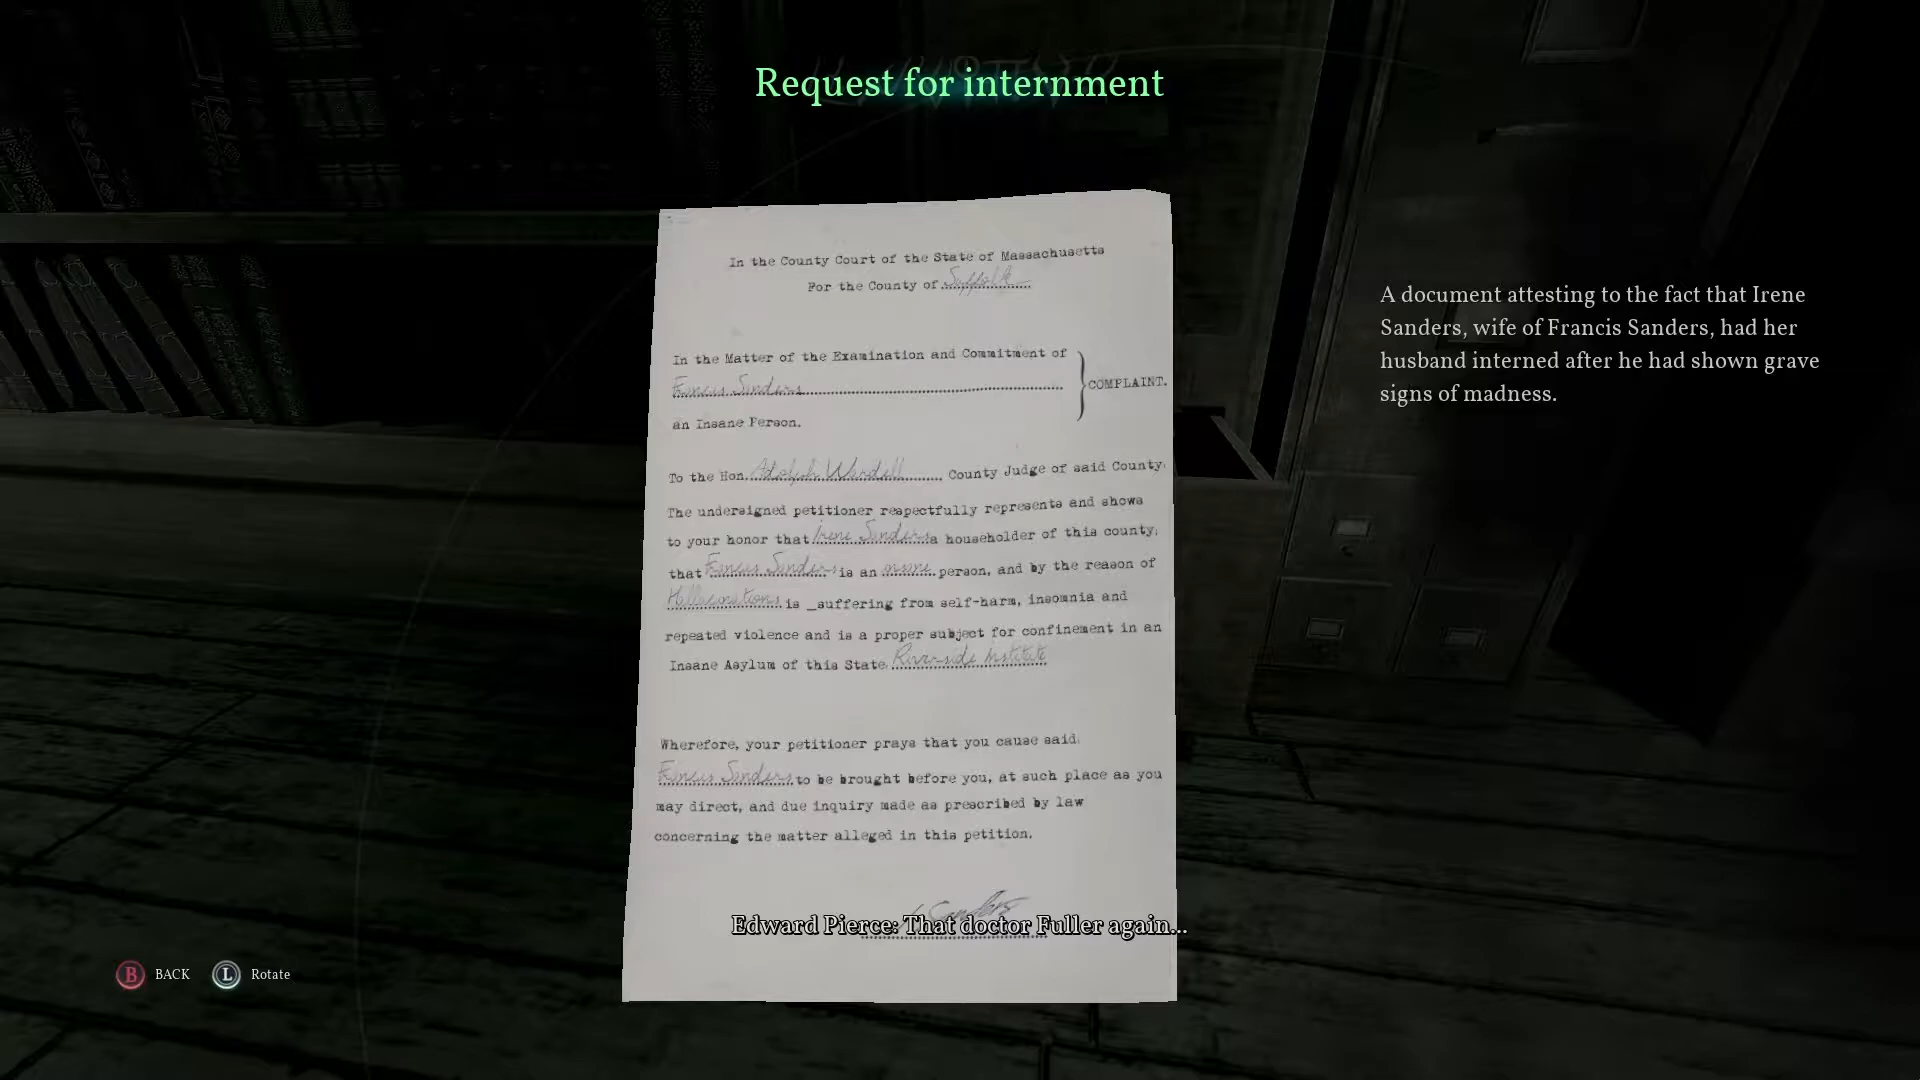 Request for internment
In the County Court of the State of Massachusetts
For the County of Suffolk
In the Matter of the Examination and Commitment of
Francis Sanders
COMPLAINT.
an Insane Person.
To the Hon. Adolph Wardell, County Judge of said County.
The undersigned petitioner respectfully represents and shows
to your honor that Irene Sanders a householder of this county,
that Francis Sanders is an insane person, and by the reason of
Hallucinations is _suffering from self-harm, insomnia and
repeated violence and is a proper subject for confinement in an
Insane Asylum of this State. Riverside Institute
Wherefore, your petitioner prays that you cause said.
Francis Sanders to be brought before you, at such place as you
may direct, and due inquiry made as prescribed by law
concerning the matter alleged in this petition.
Sanders
A document attesting to the fact that Irene
Sanders, wife of Francis Sanders, had her
husband interned after he had shown grave
signs of madness.
Edward Pierce: That doctor Fuller again...
B BACK L Rotate